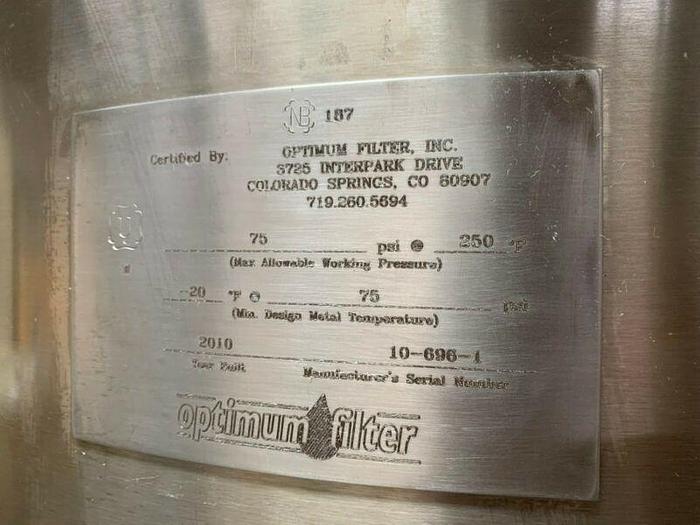 NB 187
Certified By: OPTIMUM FILTER, INC.
3725 INTERPARK DRIVE
COLORADO SPRINGS, CO 80907
719.260.5694
U
75 psi @ 250 °F
(Max Allowable Working Pressure)
W
-20 °F @ 75 psi
(Min. Design Metal Temperature)
2010 10-696-1
Year Built Manufacturer's Serial Number
optimum filter